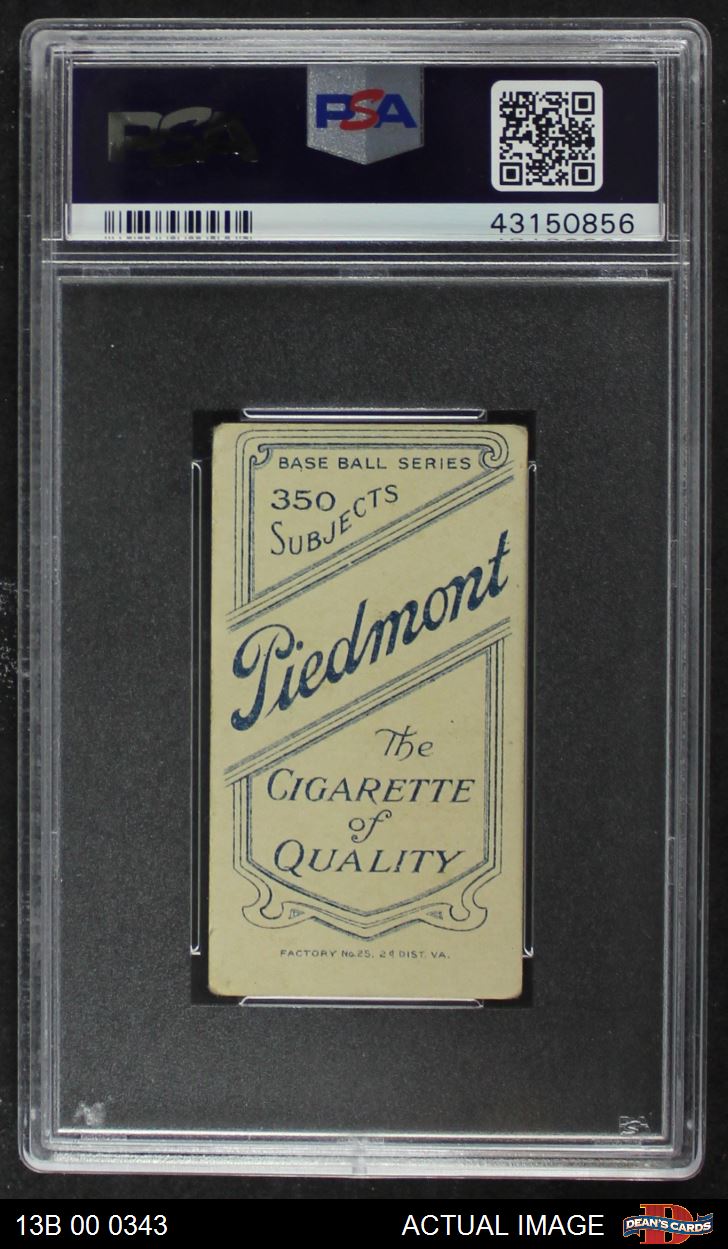 PSA
PSA
43150856
BASE BALL SERIES
350
SUBJECTS
Piedmont
The
CIGARETTE
of
QUALITY
FACTORY No. 25, 2d DIST. VA.
PSA
13B 00 0343
ACTUAL IMAGE
D
DEAN'S CARDS